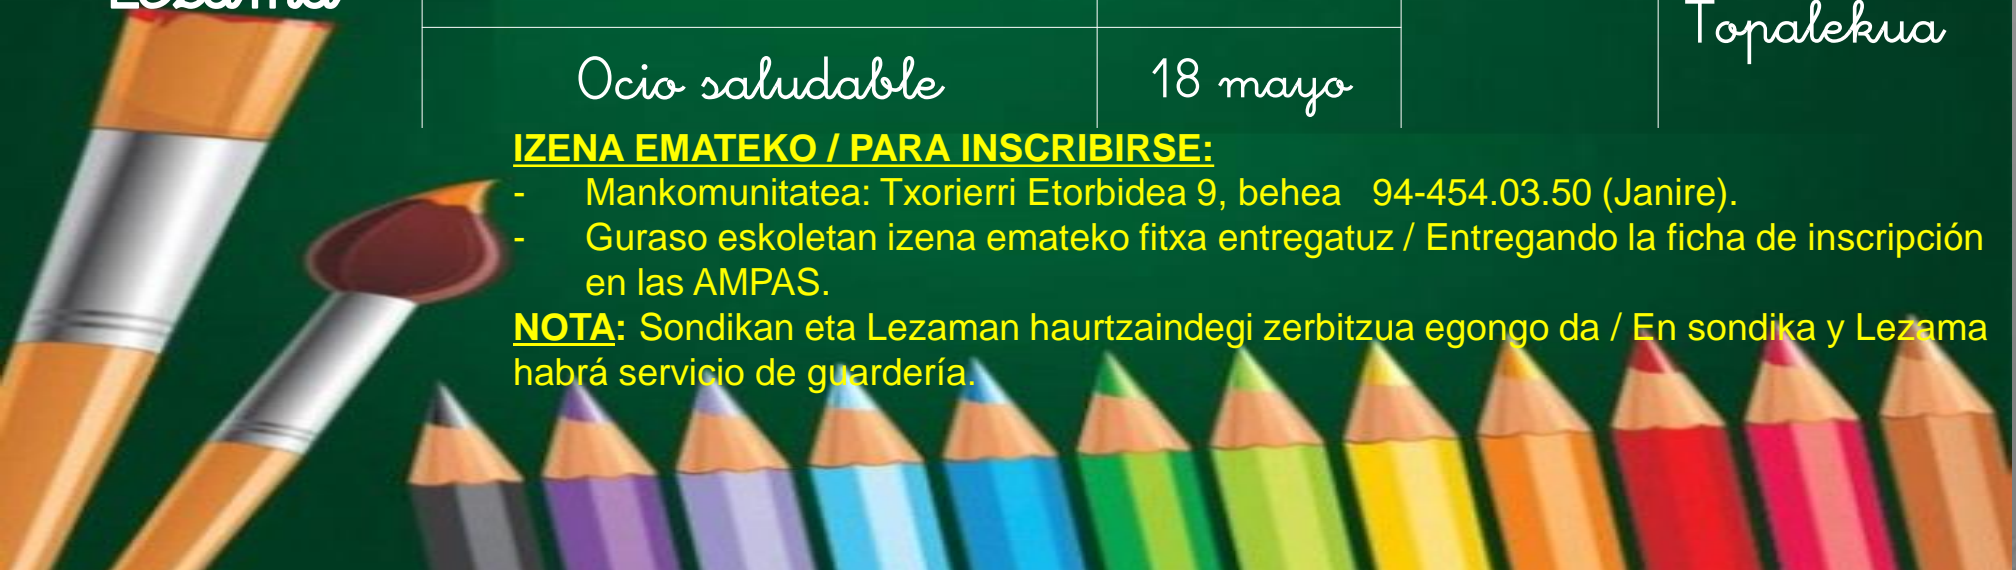 Lezama
Topalekua
Ocio saludable 18 mayo
IZENA EMATEKO / PARA INSCRIBIRSE:
- Mankomunitatea: Txorierri Etorbidea 9, behea 94-454.03.50 (Janire).
- Guraso eskoletan izena emateko fitxa entregatuz / Entregando la ficha de inscripción
en las AMPAS.
NOTA: Sondikan eta Lezaman haurtzaindegi zerbitzua egongo da / En sondika y Lezama
habrá servicio de guardería.